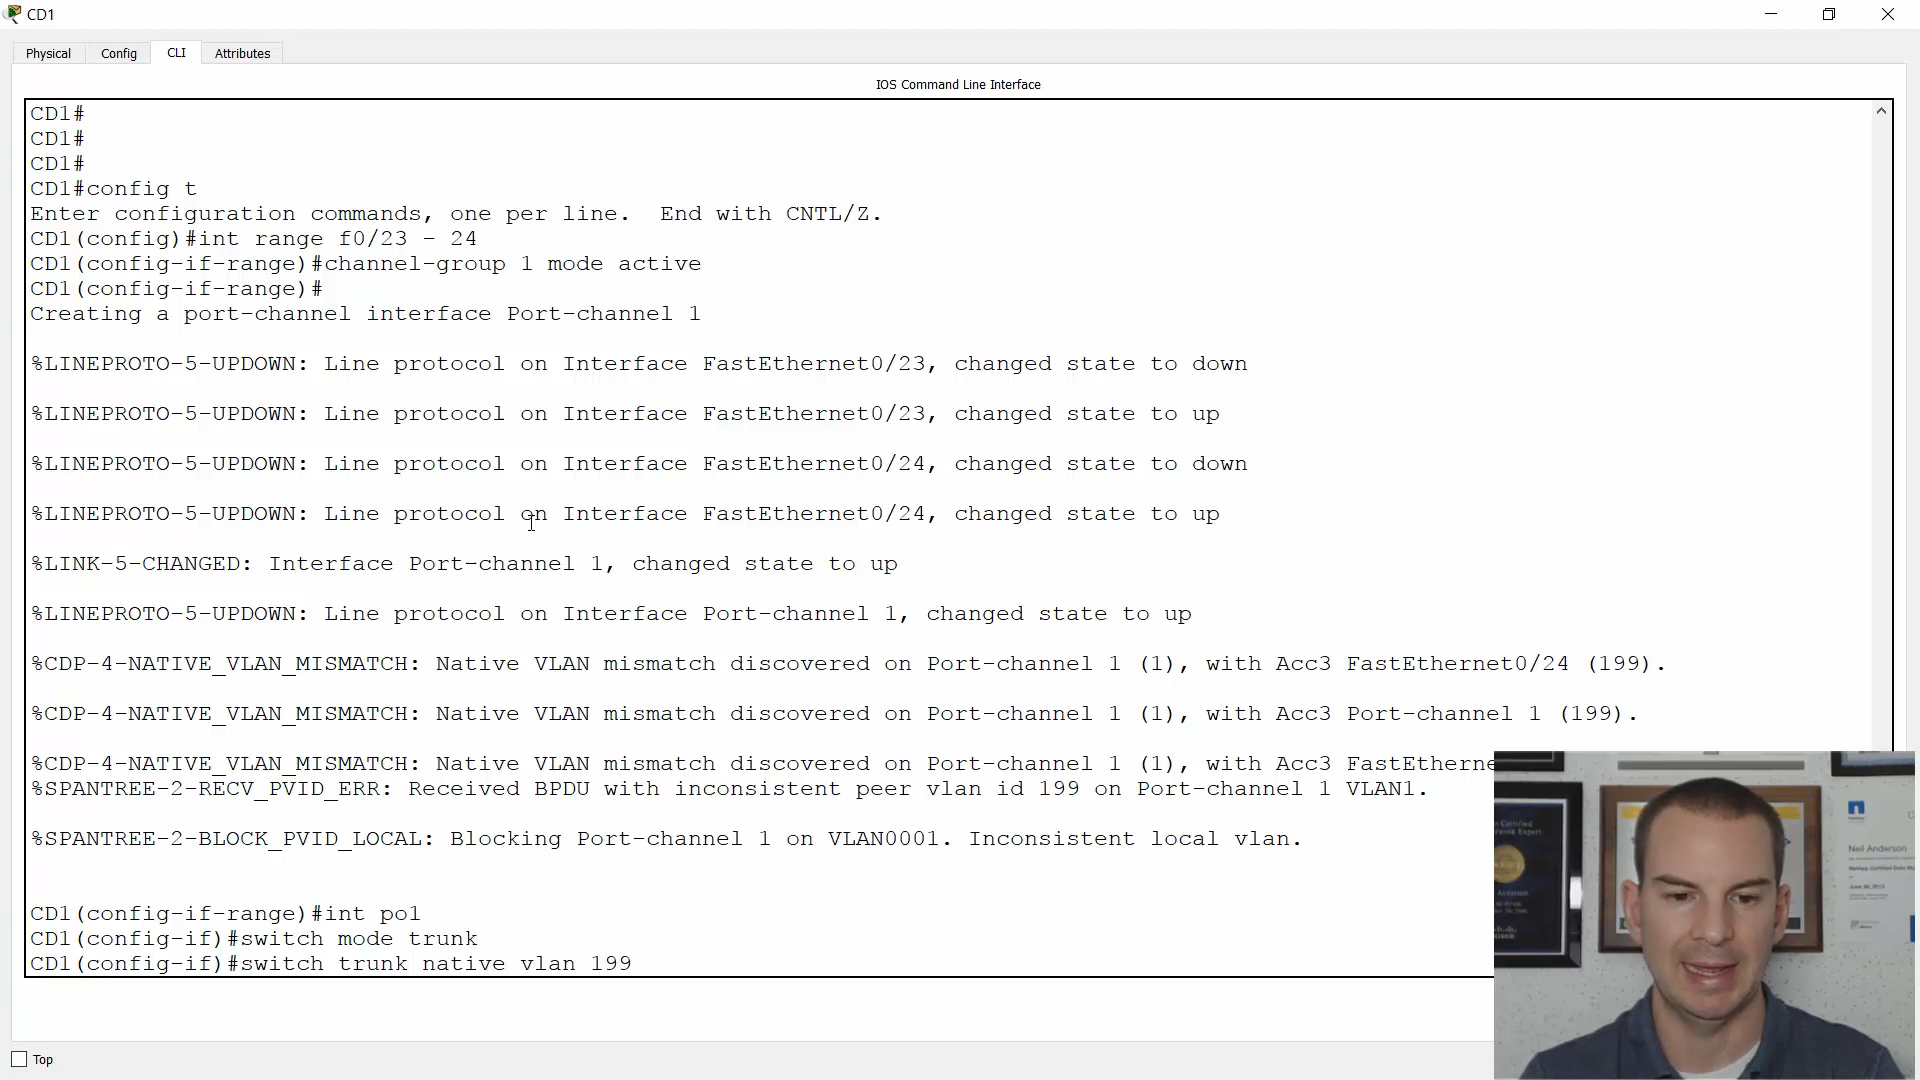 CD1
Physical
Config
CLI
Attributes
IOS Command Line Interface
CD1#
CD1#
CD1#
CD1#config t
Enter configuration commands, one per line.  End with CNTL/Z.
CD1(config)#int range f0/23 - 24
CD1(config-if-range)#channel-group 1 mode active
CD1(config-if-range)#
Creating a port-channel interface Port-channel 1
%LINEPROTO-5-UPDOWN: Line protocol on Interface FastEthernet0/23, changed state to down
%LINEPROTO-5-UPDOWN: Line protocol on Interface FastEthernet0/23, changed state to up
%LINEPROTO-5-UPDOWN: Line protocol on Interface FastEthernet0/24, changed state to down
%LINEPROTO-5-UPDOWN: Line protocol on Interface FastEthernet0/24, changed state to up
%LINK-5-CHANGED: Interface Port-channel 1, changed state to up
%LINEPROTO-5-UPDOWN: Line protocol on Interface Port-channel 1, changed state to up
%CDP-4-NATIVE_VLAN_MISMATCH: Native VLAN mismatch discovered on Port-channel 1 (1), with Acc3 FastEthernet0/24 (199).
%CDP-4-NATIVE_VLAN_MISMATCH: Native VLAN mismatch discovered on Port-channel 1 (1), with Acc3 Port-channel 1 (199).
%CDP-4-NATIVE_VLAN_MISMATCH: Native VLAN mismatch discovered on Port-channel 1 (1), with Acc3 FastEtherne
%SPANTREE-2-RECV_PVID_ERR: Received BPDU with inconsistent peer vlan id 199 on Port-channel 1 VLAN1.
%SPANTREE-2-BLOCK_PVID_LOCAL: Blocking Port-channel 1 on VLAN0001. Inconsistent local vlan.
CD1(config-if-range)#int po1
CD1(config-if)#switch mode trunk
CD1(config-if)#switch trunk native vlan 199
Neil Anderson
Top